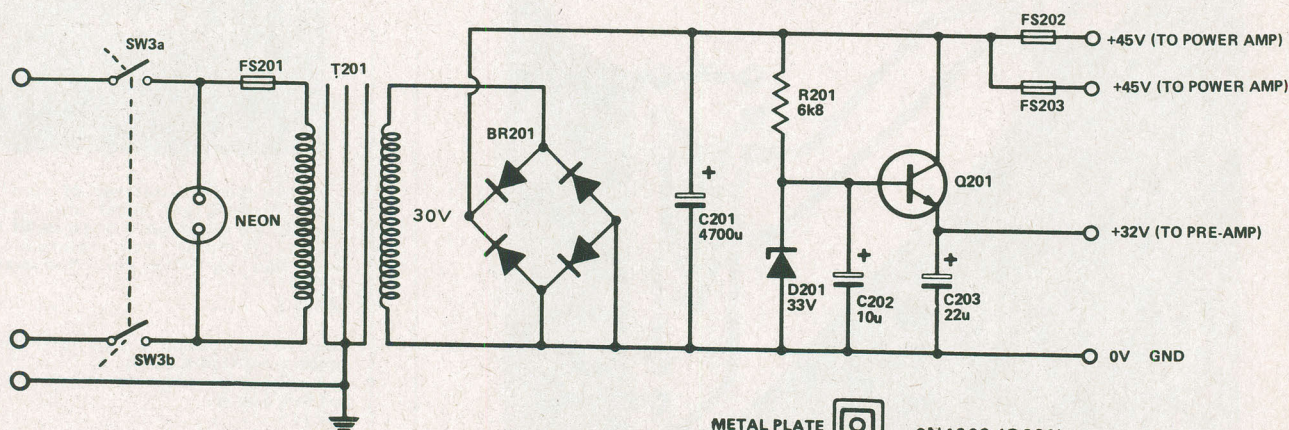 SW3a
FS201
T201
NEON
30V
BR201
SW3b
+
C201
4700u
R201
6k8
D201
33V
+
C202
10u
Q201
+
C203
22u
FS202
+45V (TO POWER AMP)
+45V (TO POWER AMP)
FS203
+32V (TO PRE-AMP)
0V GND
METAL PLATE